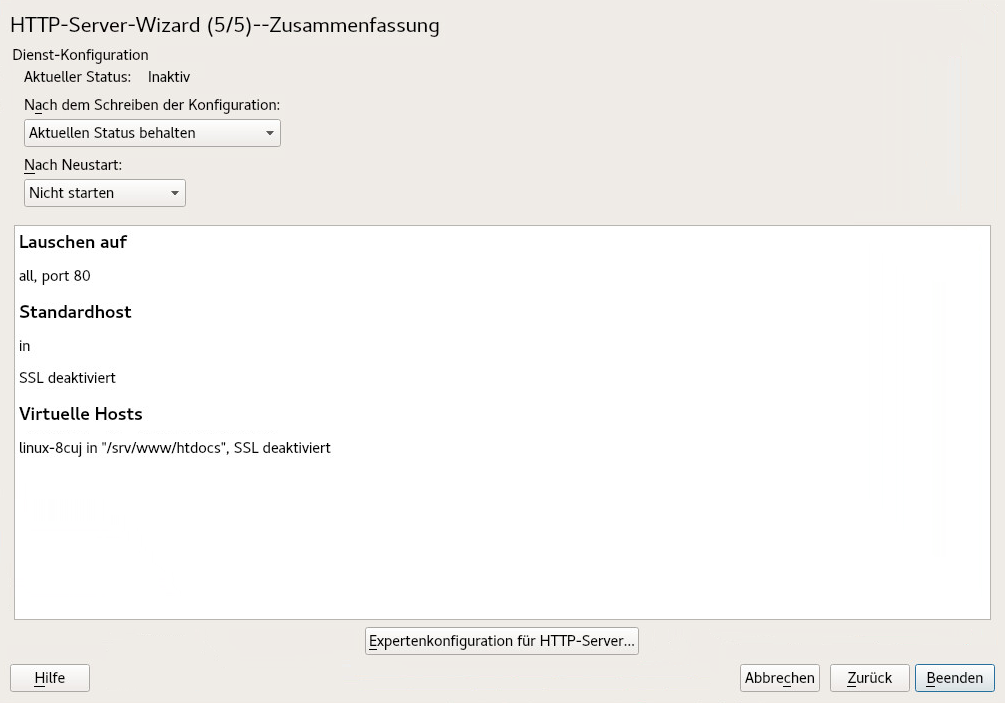 HTTP-Server-Wizard (5/5)--Zusammenfassung
Dienst-Konfiguration
Aktueller Status: Inaktiv
Nach dem Schreiben der Konfiguration:
Aktuellen Status behalten
Nach Neustart:
Nicht starten
Lauschen auf
all, port 80
Standardhost
in
SSL deaktiviert
Virtuelle Hosts
linux-8cuj in "/srv/www/htdocs", SSL deaktiviert
Expertenkonfiguration für HTTP-Server...
Hilfe Abbrechen Zurück Beenden